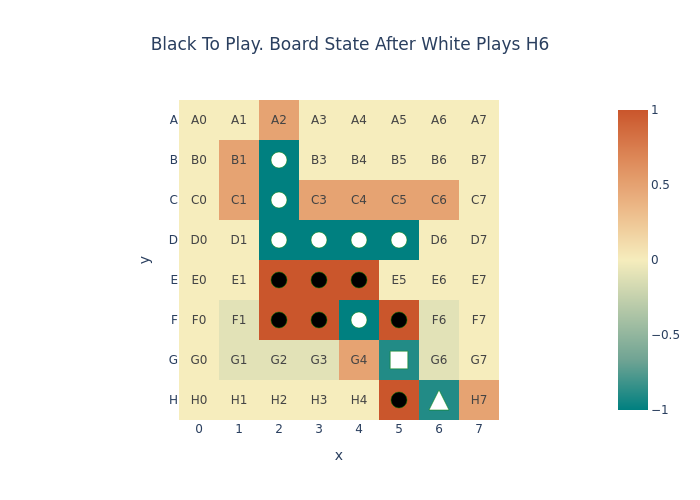 Black To Play. Board State After White Plays H6
A A0 A1 A2 A3 A4 A5 A6 A7
B B0 B1 B3 B4 B5 B6 B7
C C0 C1 C3 C4 C5 C6 C7
D D0 D1 D6 D7
E E0 E1 E5 E6 E7
F F0 F1 F6 F7
G G0 G1 G2 G3 G4 G6 G7
H H0 H1 H2 H3 H4 H7
0 1 2 3 4 5 6 7
x
y
1
0.5
0
−0.5
−1